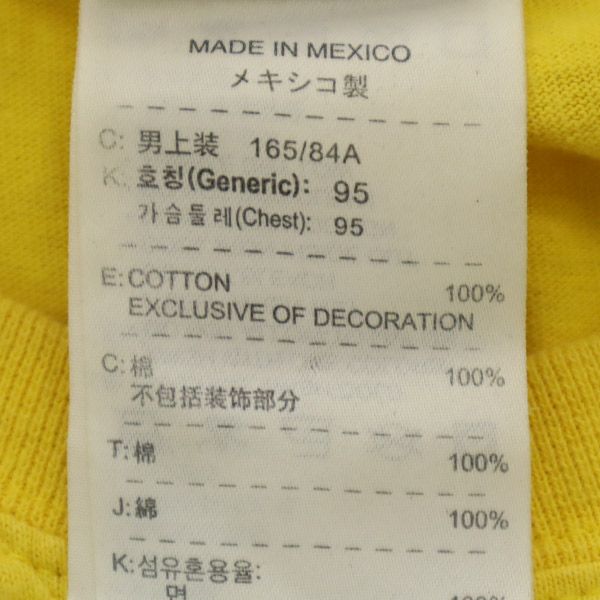 MADE IN MEXICO
メキシコ製
C: 男上装 165/84A
K: 호칭(Generic): 95
가슴둘레(Chest): 95
E: COTTON 100%
EXCLUSIVE OF DECORATION
C: 棉 100%
不包括装饰部分
T: 棉 100%
J: 綿 100%
K: 섬유혼용율:
면 100%